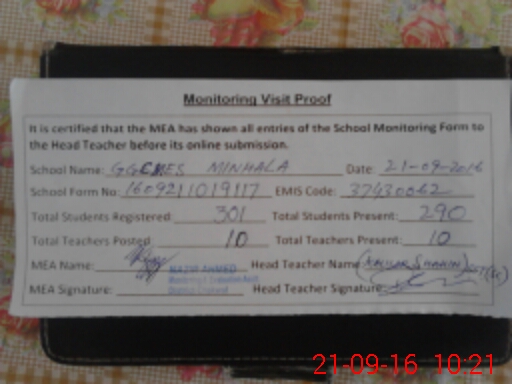 Monitoring Visit Proof
It is certified that the MEA has shown all entries of the School Monitoring Form to
the Head Teacher before its online submission.
School Name: GGCMES MINHALA Date: 21-09-2016
School Form No: 1609211019117 EMIS Code: 37430062
Total Students Registered: 301 Total Students Present: 290
Total Teachers Posted: 10 Total Teachers Present: 10
MEA Name: Head Teacher Name
NAZIR AHMED
MEA Signature: Head Teacher Signature:
21-09-16 10:21